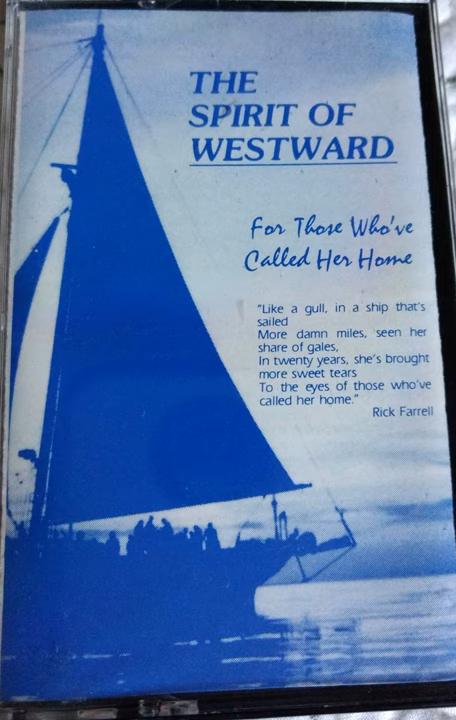 THE
SPIRIT OF
WESTWARD
For Those Who've
Called Her Home
"Like a gull, in a ship that's
sailed
More damn miles, seen her
share of gales,
In twenty years, she's brought
more sweet tears
To the eyes of those who've
called her home."
Rick Farrell